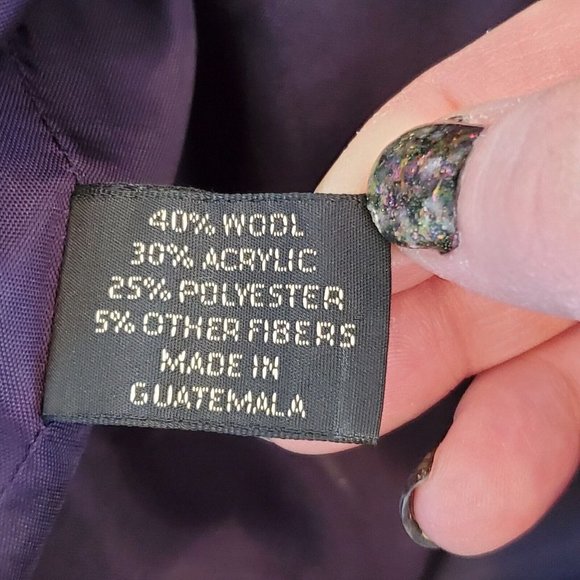 40% WOOL
30% ACRYLIC
25% POLYESTER
5% OTHER FIBERS
MADE IN
GUATEMALA